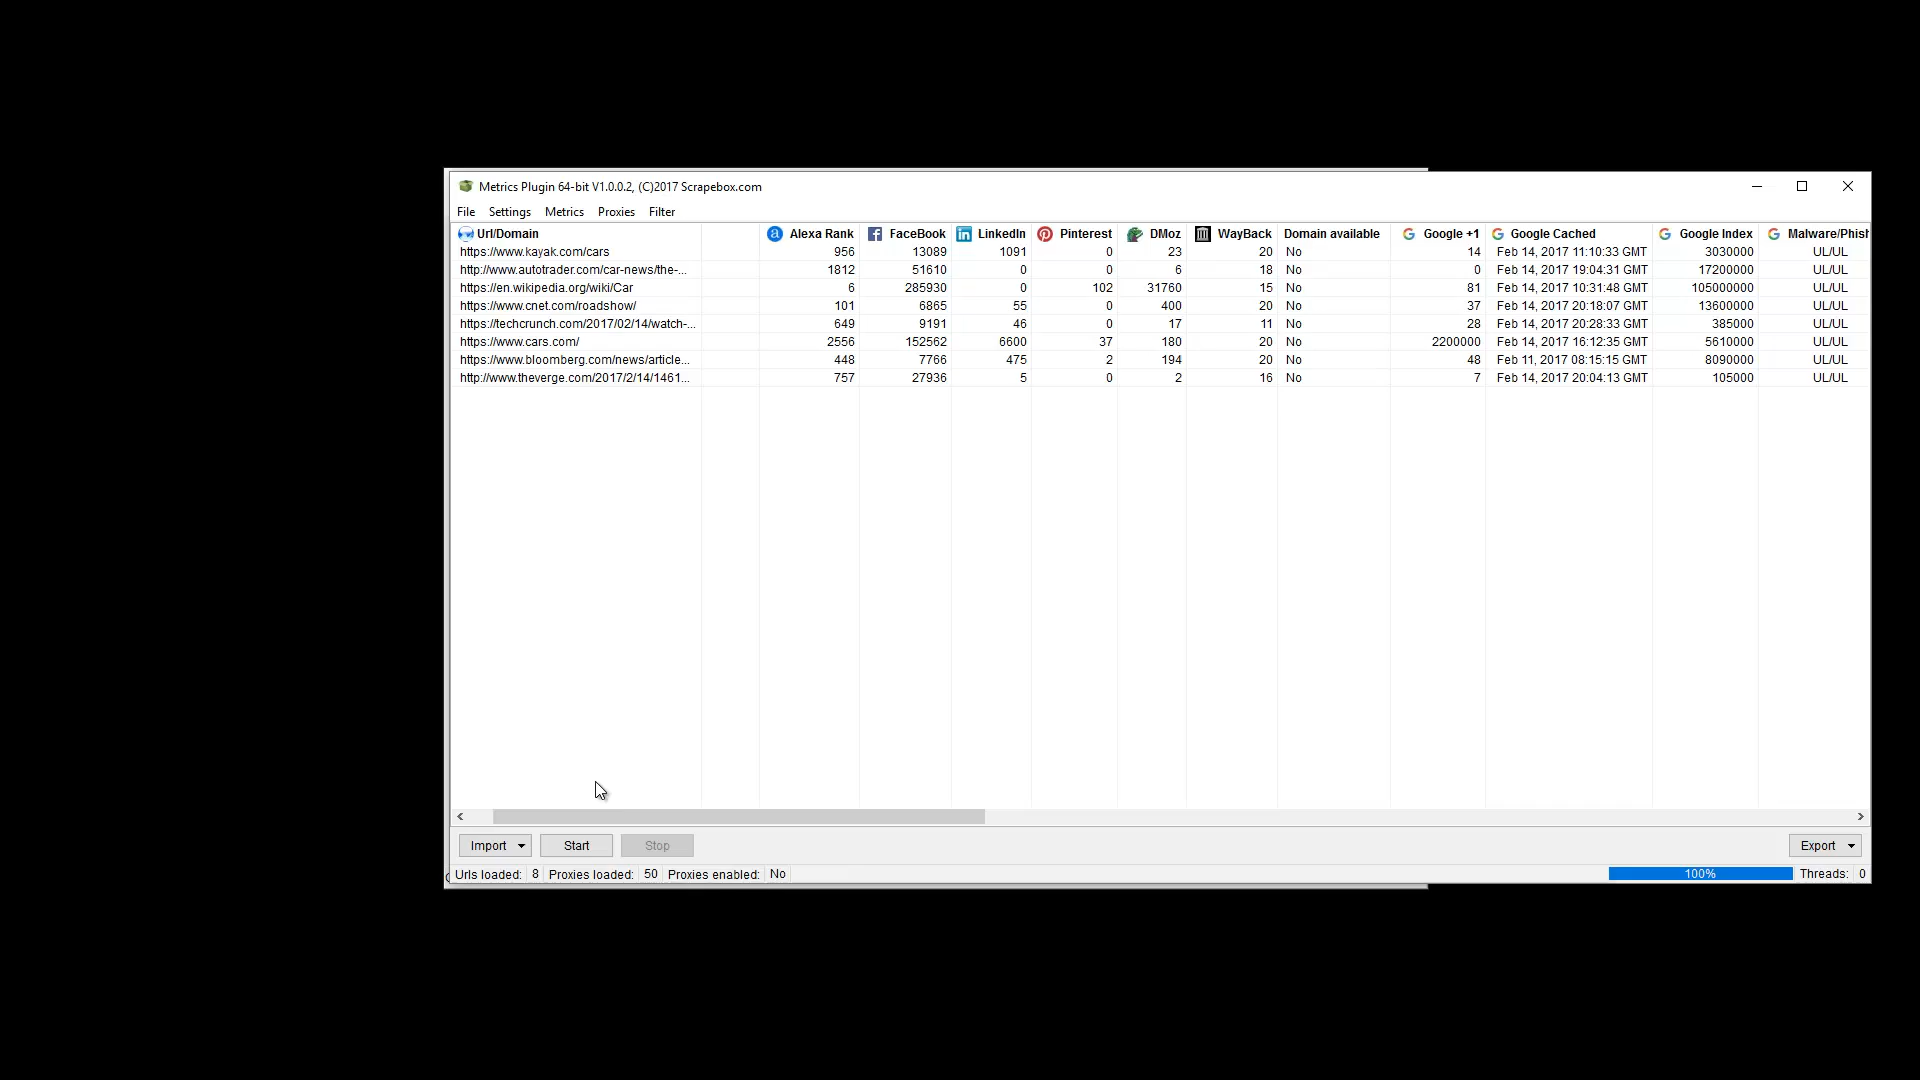 Metrics Plugin 64-bit V1.0.0.2, (C)2017 Scrapebox.com
File Settings Metrics Proxies Filter
Url/Domain Alexa Rank FaceBook LinkedIn Pinterest DMoz WayBack Domain available Google +1 Google Cached Google Index Malware/Phish
https://www.kayak.com/cars 956 13089 1091 0 23 20 No 14 Feb 14, 2017 11:10:33 GMT 3030000 UL/UL
http://www.autotrader.com/car-news/the-... 1812 51610 0 0 6 18 No 0 Feb 14, 2017 19:04:31 GMT 17200000 UL/UL
https://en.wikipedia.org/wiki/Car 6 285930 0 102 31760 15 No 81 Feb 14, 2017 10:31:48 GMT 105000000 UL/UL
https://www.cnet.com/roadshow/ 101 6865 55 0 400 20 No 37 Feb 14, 2017 20:18:07 GMT 13600000 UL/UL
https://techcrunch.com/2017/02/14/watch-... 649 9191 46 0 17 11 No 28 Feb 14, 2017 20:28:33 GMT 385000 UL/UL
https://www.cars.com/ 2556 152562 6600 37 180 20 No 2200000 Feb 14, 2017 16:12:35 GMT 5610000 UL/UL
https://www.bloomberg.com/news/article... 448 7766 475 2 194 20 No 48 Feb 11, 2017 08:15:15 GMT 8090000 UL/UL
http://www.theverge.com/2017/2/14/1461... 757 27936 5 0 2 16 No 7 Feb 14, 2017 20:04:13 GMT 105000 UL/UL
Import Start Stop Export
Urls loaded: 8 Proxies loaded: 50 Proxies enabled: No 100% Threads: 0